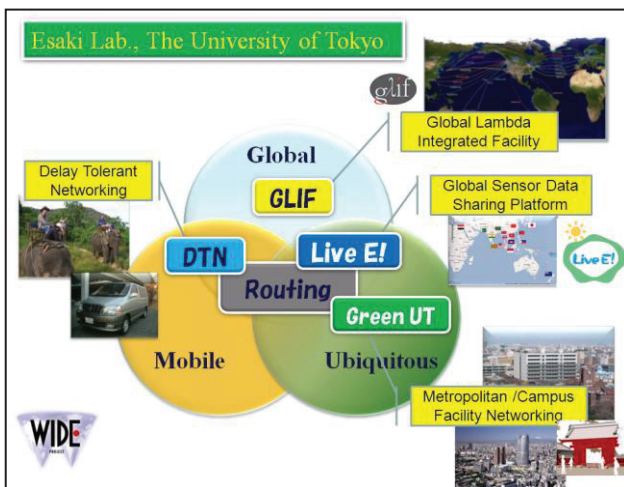 Esaki Lab., The University of Tokyo
glif
Global Lambda
Integrated Facility
Global
Delay Tolerant
Networking
GLIF
Global Sensor Data
Sharing Platform
DTN
Live E!
Live E!
Routing
Green UT
Mobile
Ubiquitous
Metropolitan /Campus
Facility Networking
WIDE
PROJECT